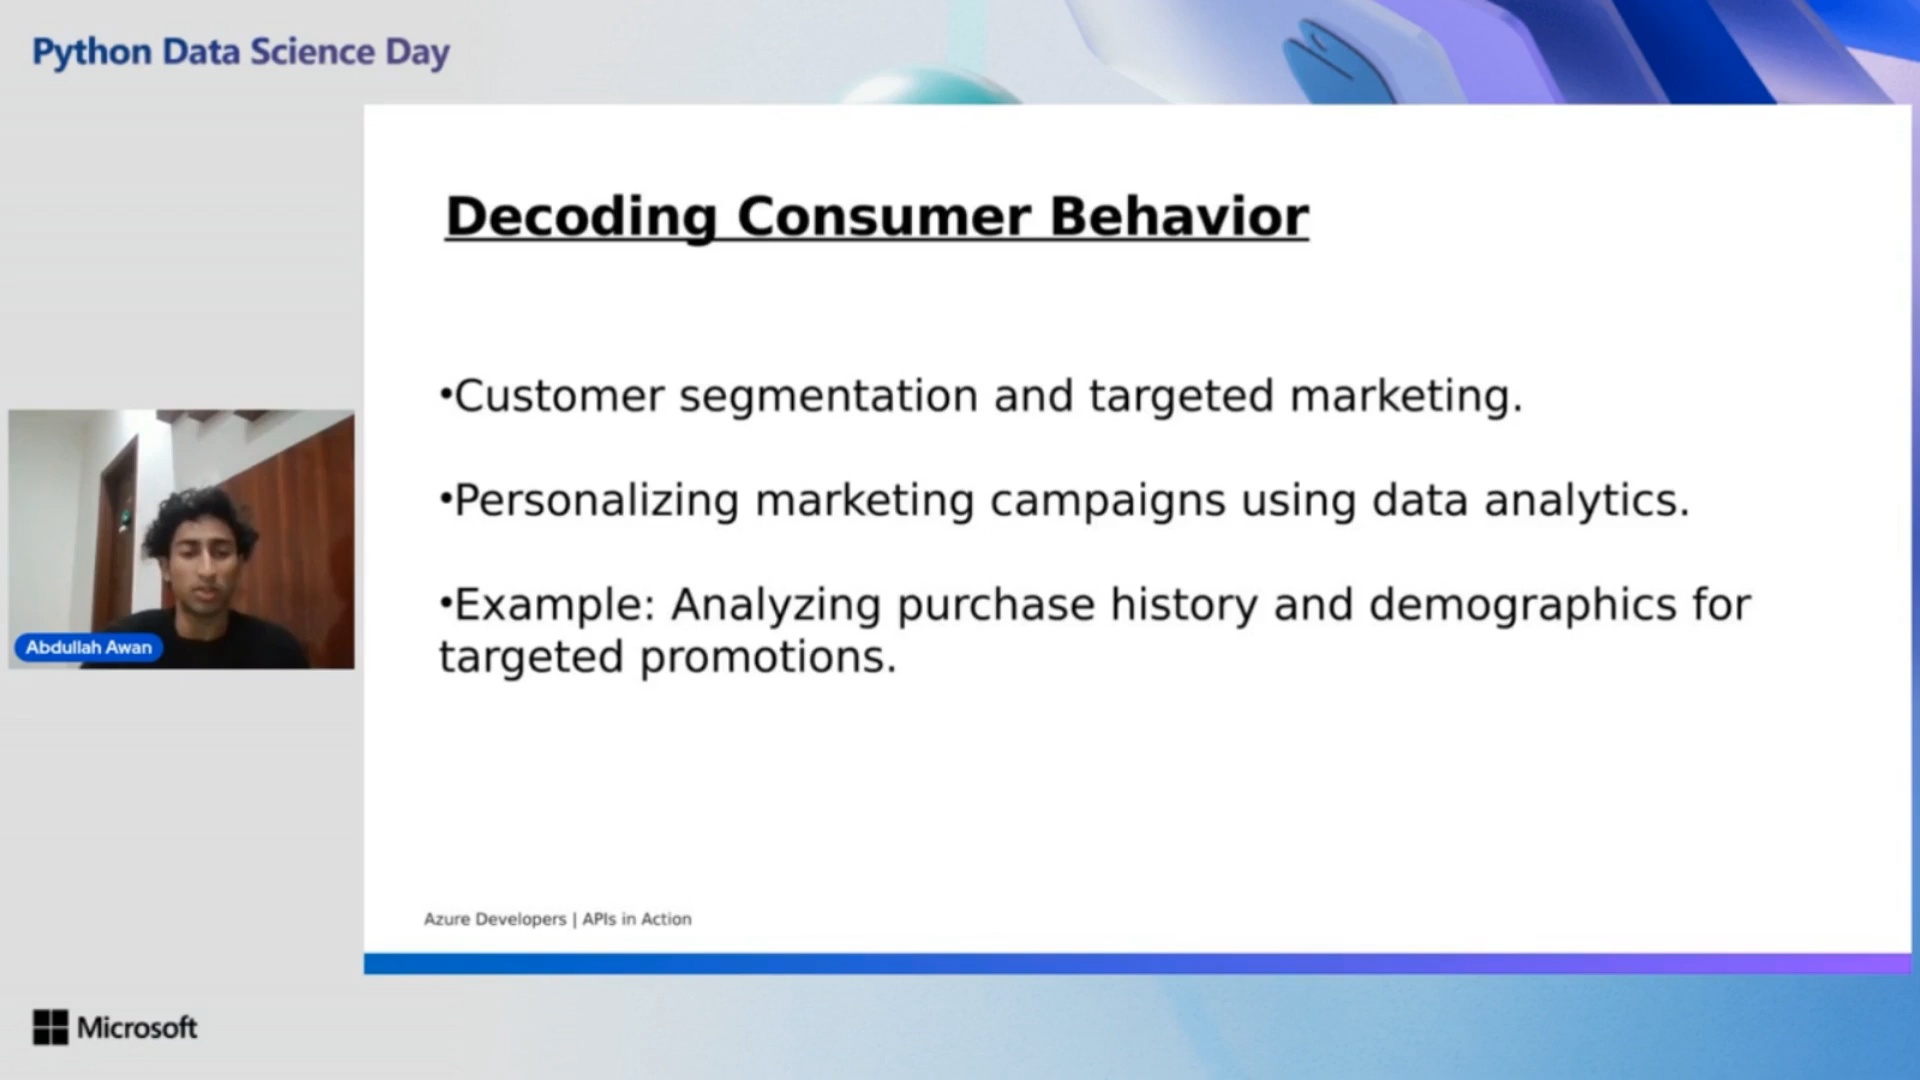 Python Data Science Day
Decoding Consumer Behavior
•Customer segmentation and targeted marketing.
•Personalizing marketing campaigns using data analytics.
•Example: Analyzing purchase history and demographics for
targeted promotions.
Abdullah Awan
Azure Developers | APIs in Action
Microsoft